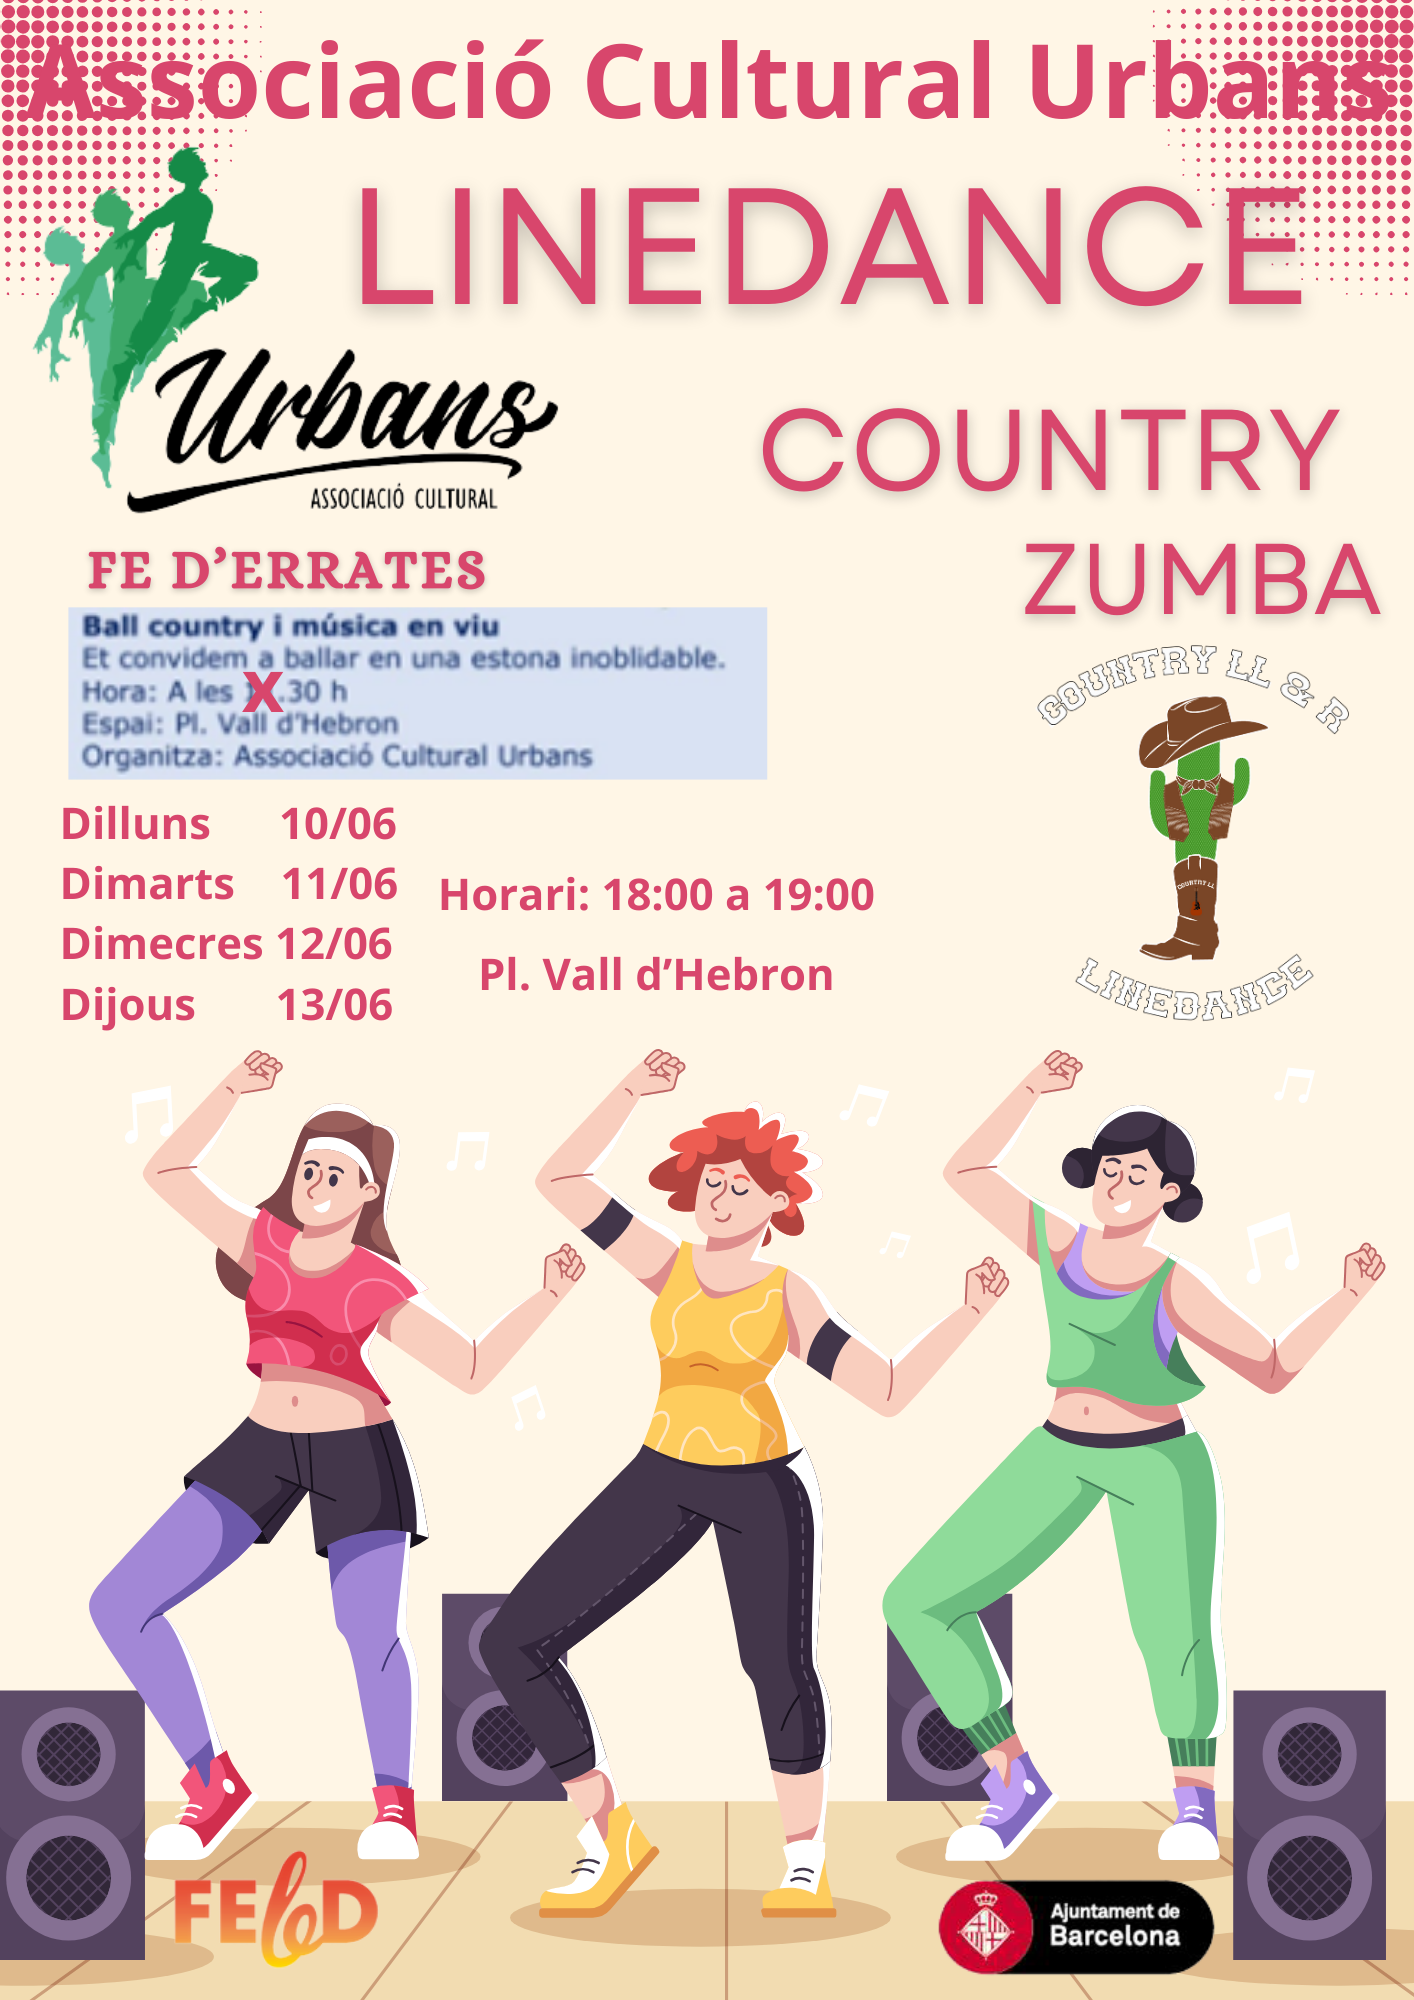 Associació Cultural Urbans
LINEDANCE
Urbans
ASSOCIACIÓ CULTURAL
COUNTRY
ZUMBA
FE D'ERRATES
Ball country i música en viu
Et convidem a ballar en una estona inoblidable.
Hora: A les X.30 h
Espai: Pl. Vall d'Hebron
Organitza: Associació Cultural Urbans
COUNTRY LL & R
COUNTRY LL
LINEDANCE
Dilluns 10/06
Dimarts 11/06
Dimecres 12/06
Dijous 13/06
Horari: 18:00 a 19:00
Pl. Vall d'Hebron
FEbD
Ajuntament de
Barcelona